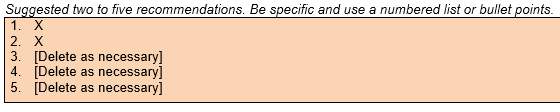 Suggested two to five recommendations. Be specific and use a numbered list or bullet points.
1. X
2. X
3. [Delete as necessary]
4. [Delete as necessary]
5. [Delete as necessary]